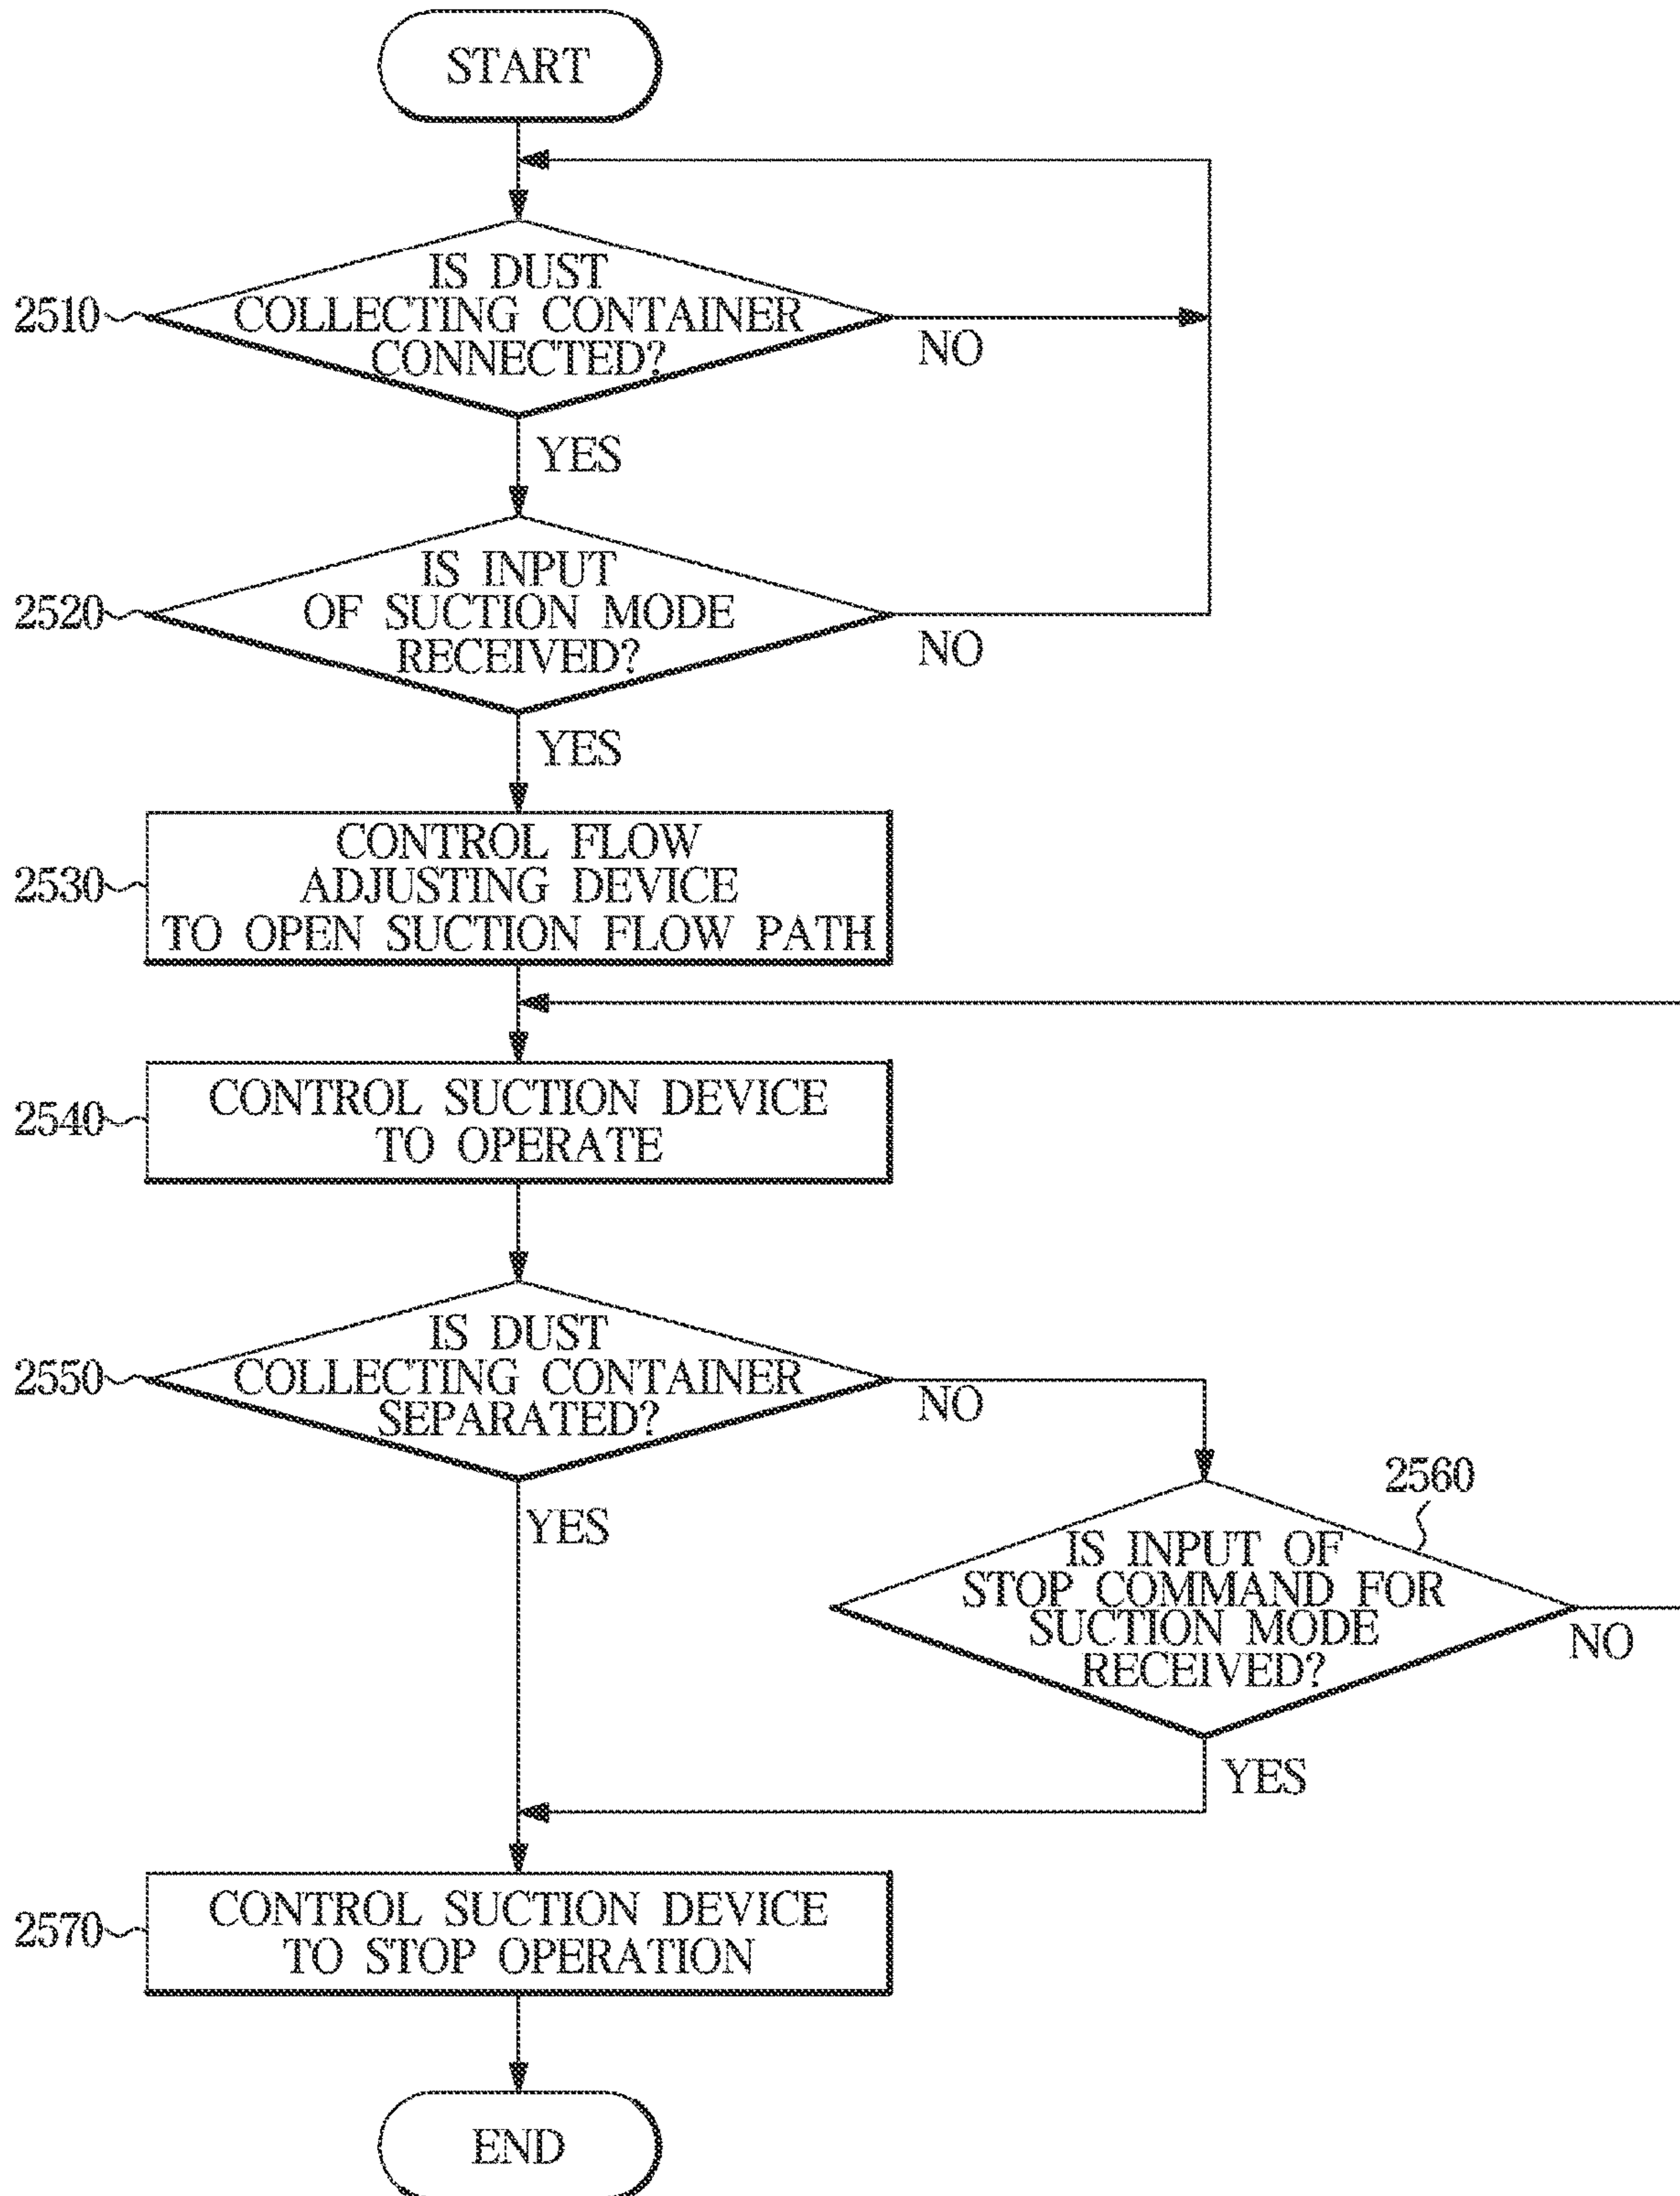 START
IS DUST
COLLECTING CONTAINER
CONNECTED?
2510
NO
YES
IS INPUT
OF SUCTION MODE
RECEIVED?
2520
NO
YES
CONTROL FLOW
ADJUSTING DEVICE
TO OPEN SUCTION FLOW PATH
2530
CONTROL SUCTION DEVICE
TO OPERATE
2540
IS DUST
COLLECTING CONTAINER
SEPARATED?
2550
NO
YES
2560
IS INPUT OF
STOP COMMAND FOR
SUCTION MODE
RECEIVED?
NO
YES
CONTROL SUCTION DEVICE
TO STOP OPERATION
2570
END